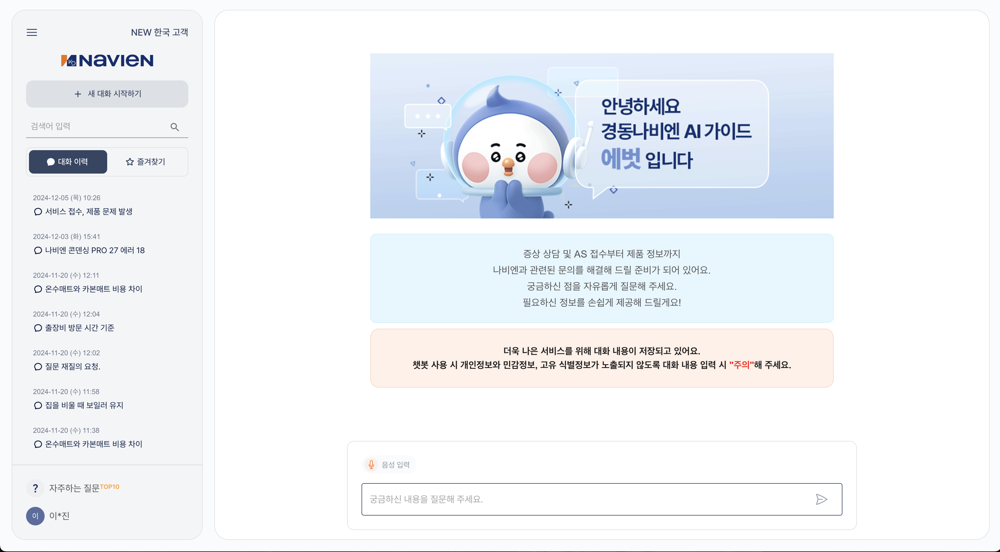 NEW 한국 고객
KD NAVIEN
+ 새 대화 시작하기
검색어 입력
대화 이력
즐겨찾기
2024-12-05 (목) 10:26
서비스 접수, 제품 문제 발생
2024-12-03 (화) 15:41
나비엔 콘덴싱 PRO 27 에러 18
2024-11-20 (수) 12:11
온수매트와 카본매트 비용 차이
2024-11-20 (수) 12:04
출장비 방문 시간 기준
2024-11-20 (수) 12:02
질문 재질의 요청.
2024-11-20 (수) 11:58
집을 비울 때 보일러 유지
2024-11-20 (수) 11:38
온수매트와 카본매트 비용 차이
? 자주하는 질문TOP10
이 이*진
안녕하세요
경동나비엔 AI 가이드
에벗 입니다
증상 상담 및 AS 접수부터 제품 정보까지
나비엔과 관련된 문의를 해결해 드릴 준비가 되어 있어요.
궁금하신 점을 자유롭게 질문해 주세요.
필요하신 정보를 손쉽게 제공해 드릴게요!
더욱 나은 서비스를 위해 대화 내용이 저장되고 있어요.
챗봇 사용 시 개인정보와 민감정보, 고유 식별정보가 노출되지 않도록 대화 내용 입력 시 "주의"해 주세요.
음성 입력
궁금하신 내용을 질문해 주세요.